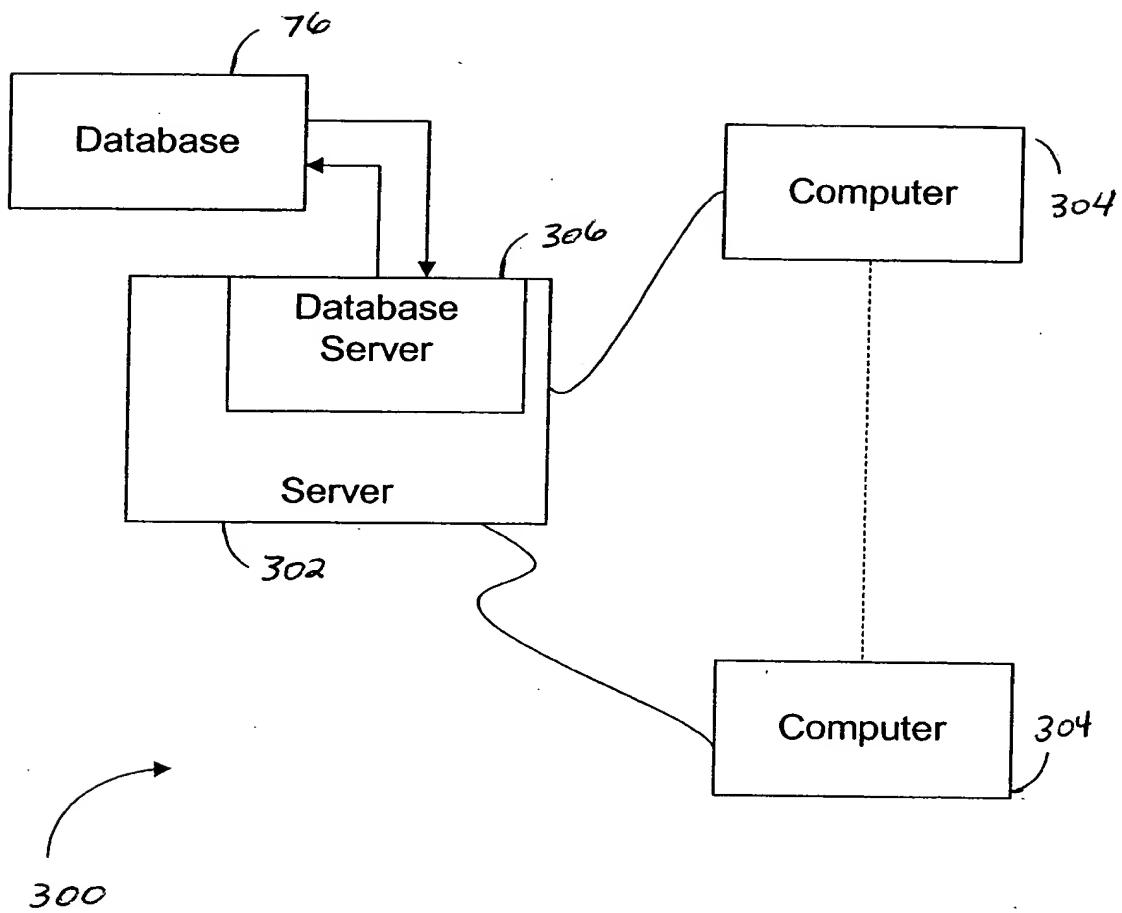 76
Database
Computer
304
306
Database
Server
Server
302
Computer
304
300